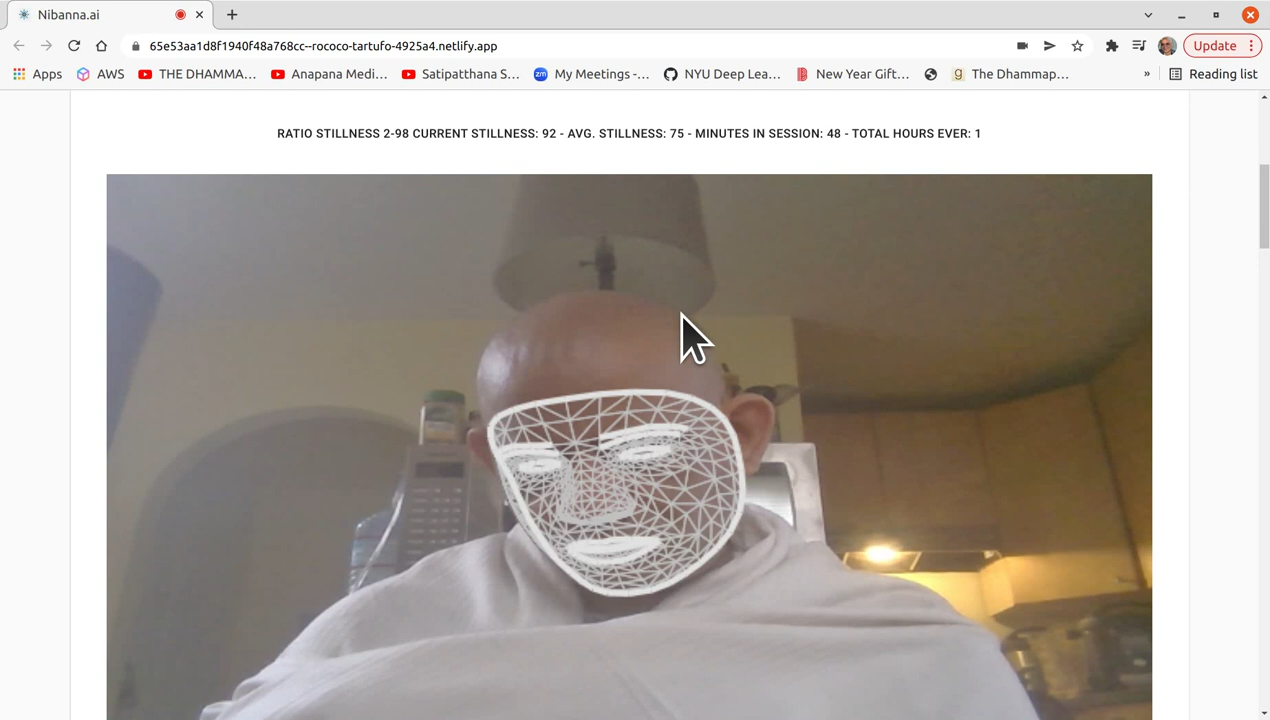 Nibanna.ai
65e53aa1d8f1940f48a768cc--rococo-tartufo-4925a4.netlify.app
Update
Apps AWS THE DHAMMA... Anapana Medi... Satipatthana S... My Meetings -... NYU Deep Lea... New Year Gift... The Dhammap... » Reading list
RATIO STILLNESS 2-98 CURRENT STILLNESS: 92 - AVG. STILLNESS: 75 - MINUTES IN SESSION: 48 - TOTAL HOURS EVER: 1